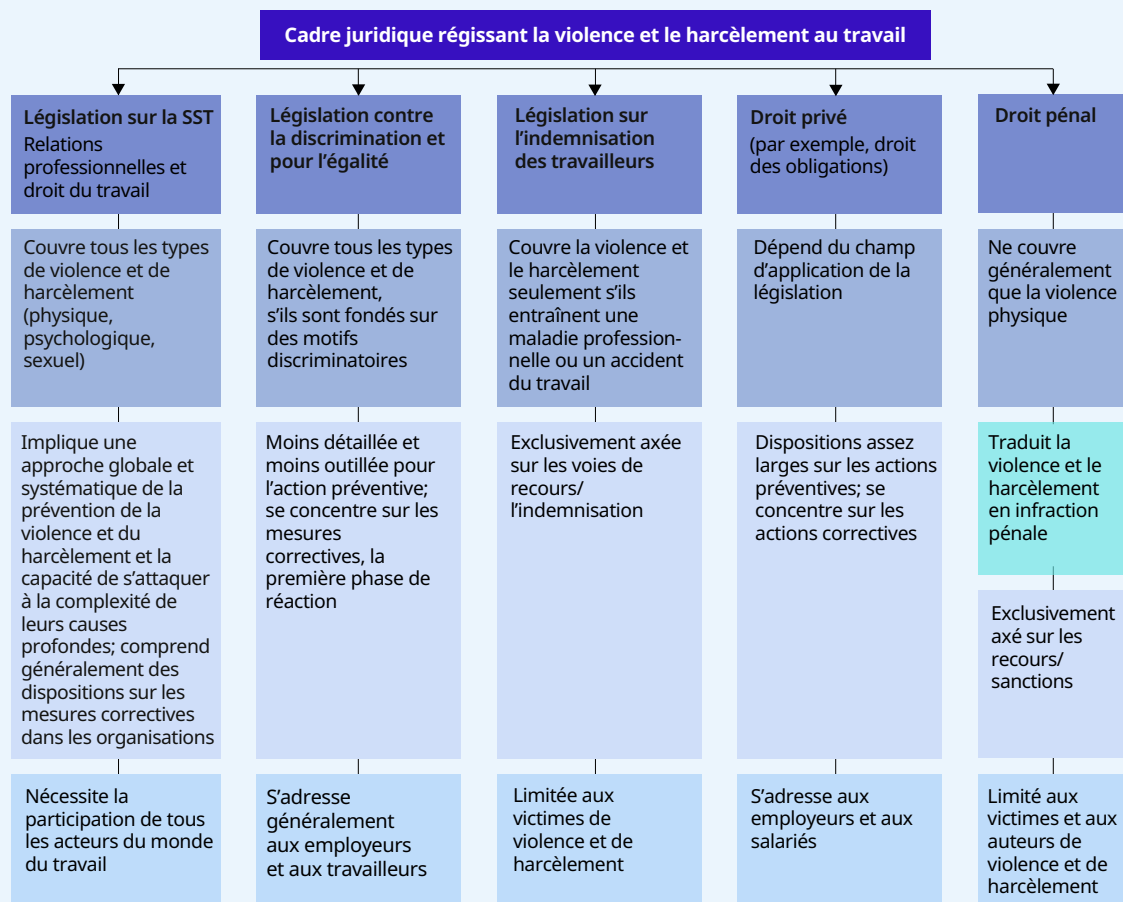 Cadre juridique régissant la violence et le harcèlement au travail
Législation sur la SST
Relations
professionnelles et
droit du travail
Couvre tous les types
de violence et de
harcèlement
(physique,
psychologique,
sexuel)
Implique une
approche globale et
systématique de la
prévention de la
violence et du
harcèlement et la
capacité de s’attaquer
à la complexité de
leurs causes
profondes; comprend
généralement des
dispositions sur les
mesures correctives
dans les organisations
Nécessite la
participation de tous
les acteurs du monde
du travail
Législation contre
la discrimination et
pour l’égalité
Couvre tous les types
de violence et de
harcèlement,
s’ils sont fondés sur
des motifs
discriminatoires
Moins détaillée et
moins outillée pour
l’action préventive;
se concentre sur les
mesures
correctives, la
première phase de
réaction
S’adresse
généralement
aux employeurs
et aux travailleurs
Législation sur
l’indemnisation
des travailleurs
Couvre la violence et
le harcèlement
seulement s’ils
entraînent une
maladie profession-
nelle ou un accident
du travail
Exclusivement axée
sur les voies de
recours/
l’indemnisation
Limitée aux
victimes de
violence et de
harcèlement
Droit privé
(par exemple, droit
des obligations)
Dépend du champ
d’application de la
législation
Dispositions assez
larges sur les actions
préventives; se
concentre sur les
actions correctives
S’adresse aux
employeurs et aux
salariés
Droit pénal
Ne couvre
généralement
que la violence
physique
Traduit la
violence et le
harcèlement
en infraction
pénale
Exclusivement
axé sur les
recours/
sanctions
Limité aux
victimes et aux
auteurs de
violence et de
harcèlement